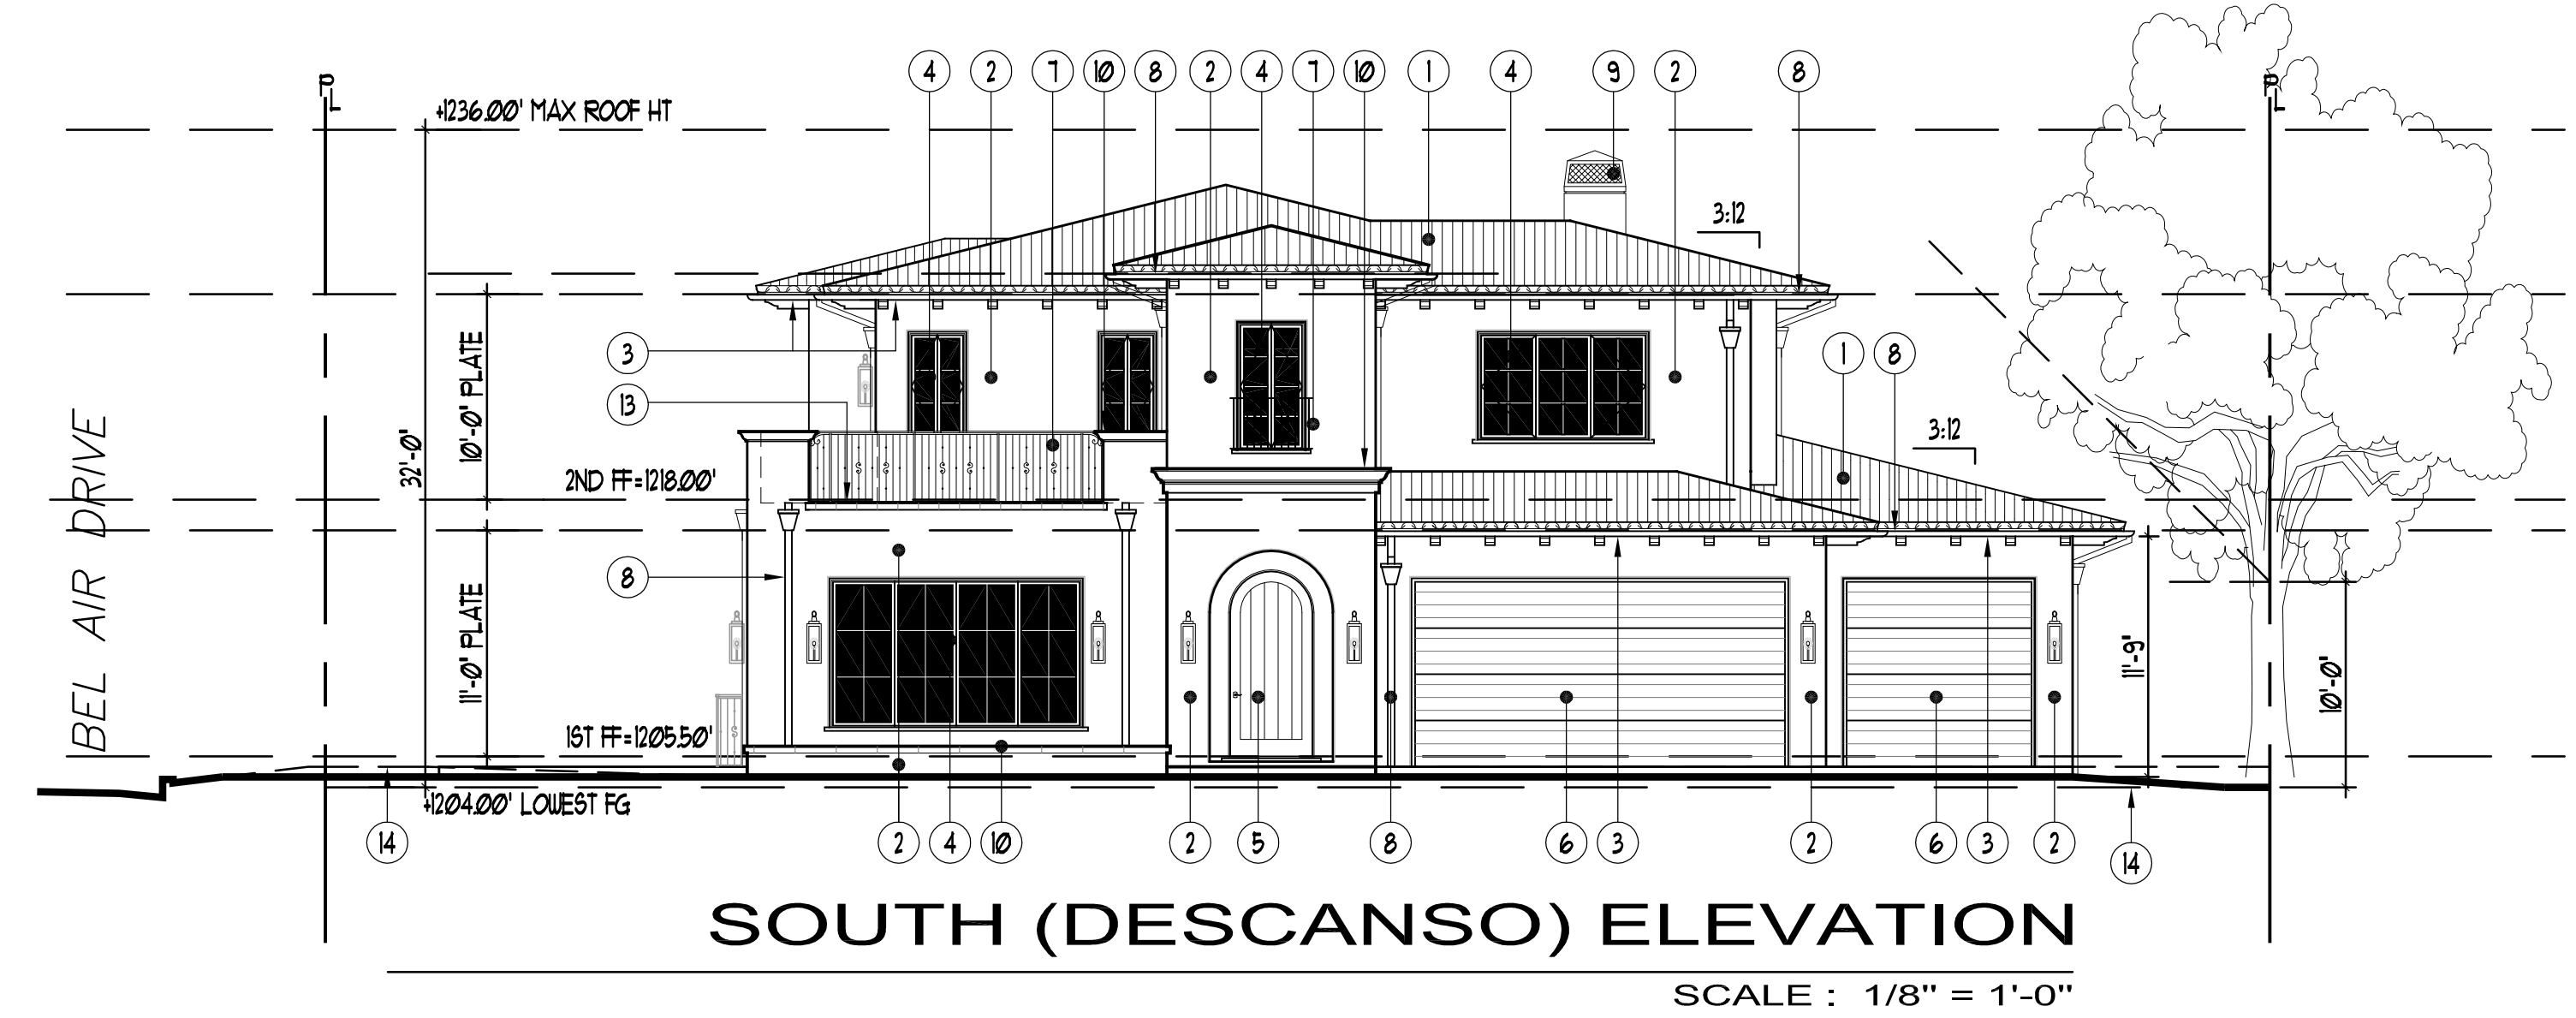 4 2 7 10 8 2 4 7 10 1 4 9 2 8
PL
PL
+1236.00' MAX ROOF HT
3:12
10'-0" PLATE
32'-0"
3
13
1 8
3:12
2ND FF=1218.00'
BEL AIR DRIVE
8
11'-0" PLATE
11'-9"
10'-0"
1ST FF=1205.50'
+1204.00' LOWEST FG
14 2 4 10 2 5 8 6 3 2 6 3 2 14
SOUTH (DESCANSO) ELEVATION
SCALE : 1/8" = 1'-0"